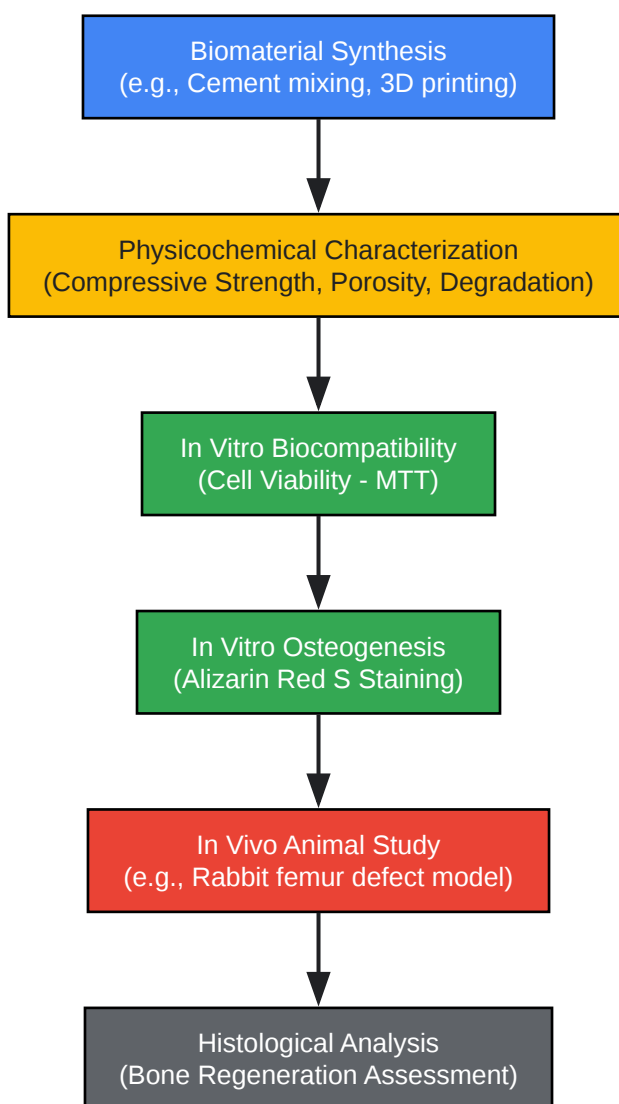 Biomaterial Synthesis
(e.g., Cement mixing, 3D printing)
Physicochemical Characterization
(Compressive Strength, Porosity, Degradation)
In Vitro Biocompatibility
(Cell Viability - MTT)
In Vitro Osteogenesis
(Alizarin Red S Staining)
In Vivo Animal Study
(e.g., Rabbit femur defect model)
Histological Analysis
(Bone Regeneration Assessment)